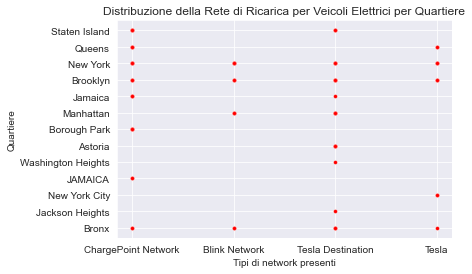 Distribuzione della Rete di Ricarica per Veicoli Elettrici per Quartiere
Staten Island
Queens
New York
Brooklyn
Jamaica
Manhattan
Borough Park
Astoria
Washington Heights
JAMAICA
New York City
Jackson Heights
Bronx
Quartiere
ChargePoint Network
Blink Network
Tesla Destination
Tesla
Tipi di network presenti